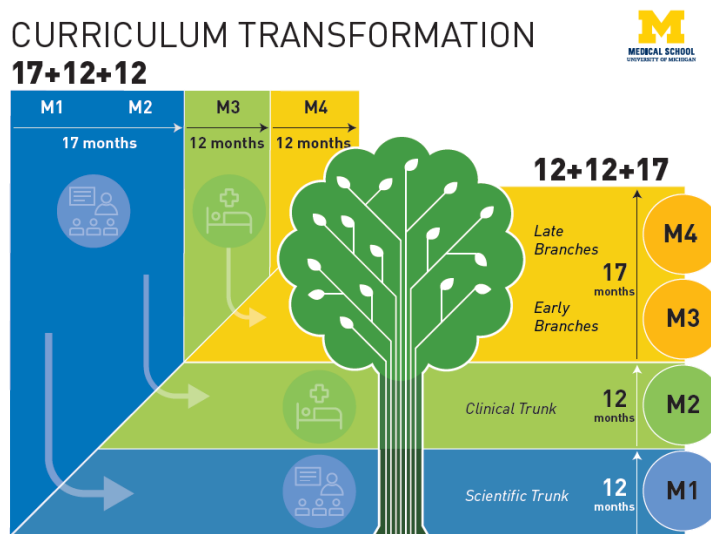 CURRICULUM TRANSFORMATION
17+12+12
M
MEDICAL SCHOOL
UNIVERSITY OF MICHIGAN
M1 M2 M3 M4
17 months 12 months 12 months
12+12+17
Late
Branches
M4
17
months
Early
Branches
M3
Clinical Trunk
12
months
M2
Scientific Trunk
12
months
M1